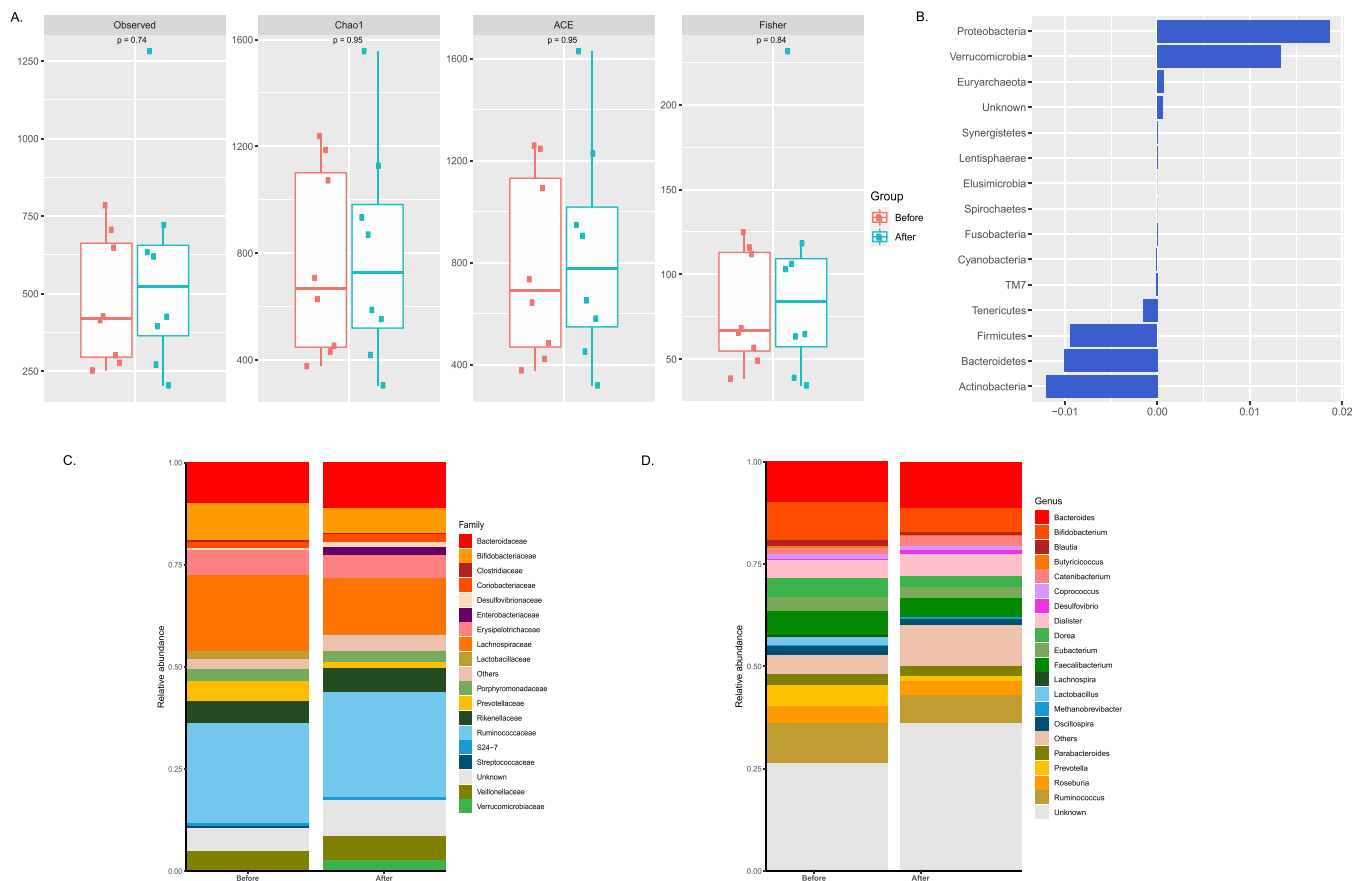 A.
Observed
Chao1
ACE
Fisher
p = 0.74
p = 0.95
p = 0.95
p = 0.84
1250
1000
750
500
250
1600
1200
800
400
1600
1200
800
400
200
150
100
50
Group
Before
After
B.
Proteobacteria
Verrucomicrobia
Euryarchaeota
Unknown
Synergistetes
Lentisphaerae
Elusimicrobia
Spirochaetes
Fusobacteria
Cyanobacteria
TM7
Tenericutes
Firmicutes
Bacteroidetes
Actinobacteria
−0.01
0.00
0.01
0.02
C.
Relative abundance
1.00
0.75
0.50
0.25
0.00
Before
After
Family
Bacteroidaceae
Bifidobacteriaceae
Clostridiaceae
Coriobacteriaceae
Desulfovibrionaceae
Enterobacteriaceae
Erysipelotrichaceae
Lachnospiraceae
Lactobacillaceae
Others
Porphyromonadaceae
Prevotellaceae
Rikenellaceae
Ruminococcaceae
S24−7
Streptococcaceae
Unknown
Veillonellaceae
Verrucomicrobiaceae
D.
Relative abundance
1.00
0.75
0.50
0.25
0.00
Before
After
Genus
Bacteroides
Bifidobacterium
Blautia
Butyricicoccus
Catenibacterium
Coprococcus
Desulfovibrio
Dialister
Dorea
Eubacterium
Faecalibacterium
Lachnospira
Lactobacillus
Methanobrevibacter
Oscillospira
Others
Parabacteroides
Prevotella
Roseburia
Ruminococcus
Unknown